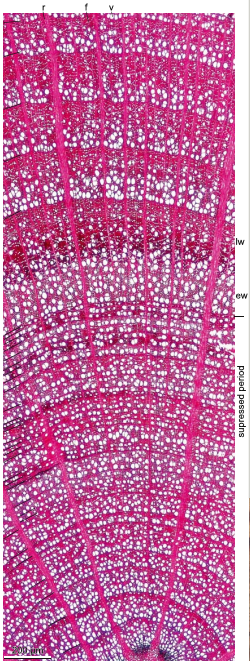 r f v
lw
ew
supressed period